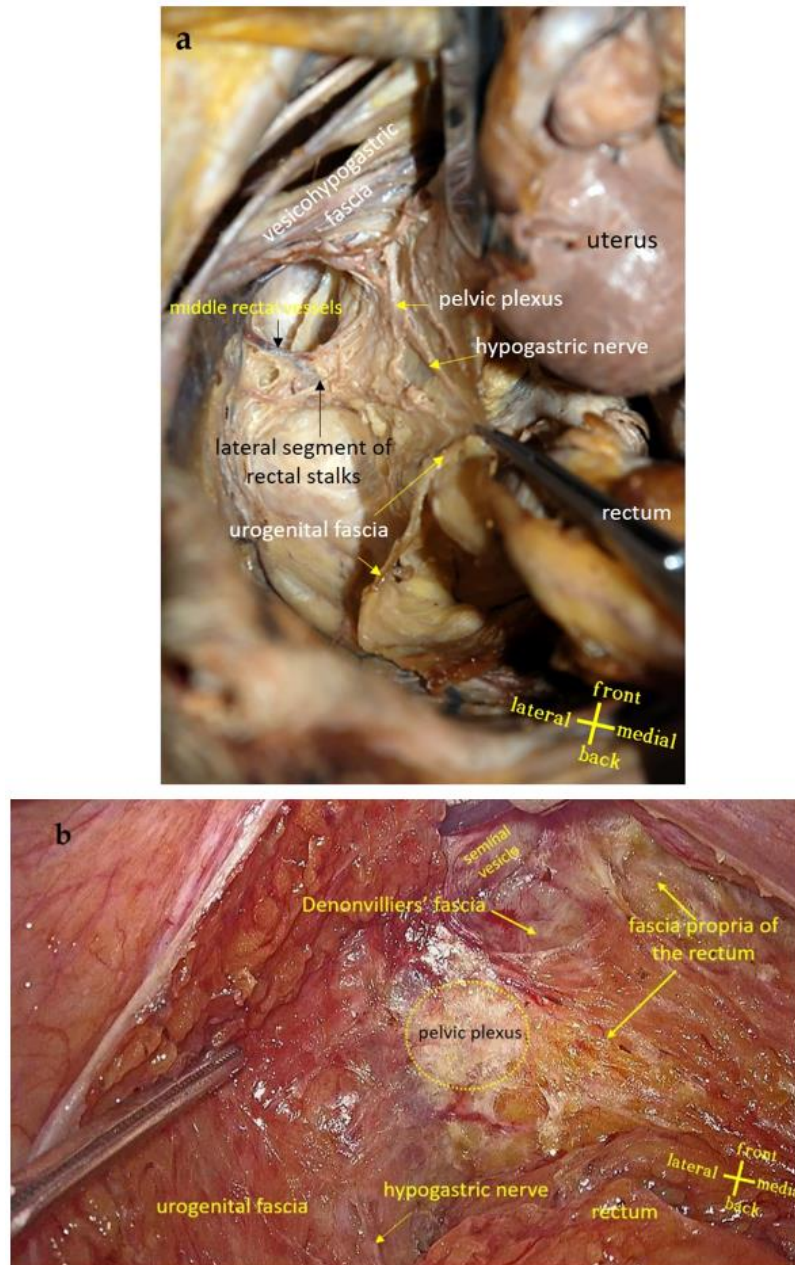 a
vesicohypogastric
fascia
uterus
middle rectal vessels
pelvic plexus
hypogastric nerve
lateral segment of
rectal stalks
urogenital fascia
rectum
front
lateral
medial
back
b
seminal
vesicle
Denonvilliers' fascia
fascia propria of
the rectum
pelvic plexus
front
lateral
media
back
urogenital fascia
hypogastric nerve
rectum